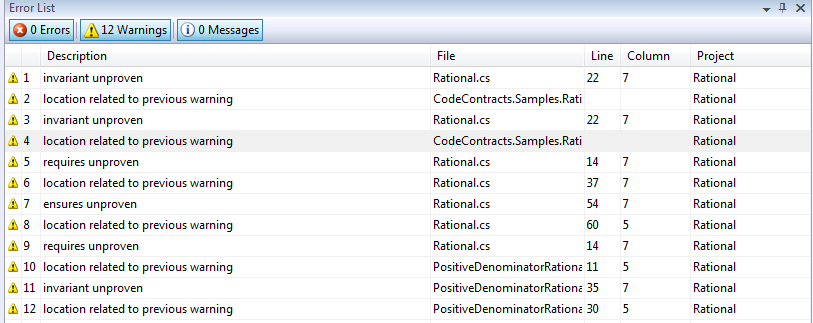 Error List
0 Errors 12 Warnings 0 Messages
Description File Line Column Project
1 invariant unproven Rational.cs 22 7 Rational
2 location related to previous warning CodeContracts.Samples.Rati Rational
3 invariant unproven Rational.cs 22 7 Rational
4 location related to previous warning CodeContracts.Samples.Rati Rational
5 requires unproven Rational.cs 14 7 Rational
6 location related to previous warning Rational.cs 37 7 Rational
7 ensures unproven Rational.cs 54 7 Rational
8 location related to previous warning Rational.cs 60 5 Rational
9 requires unproven Rational.cs 14 7 Rational
10 location related to previous warning PositiveDenominatorRationa 11 5 Rational
11 invariant unproven PositiveDenominatorRationa 35 7 Rational
12 location related to previous warning PositiveDenominatorRationa 30 5 Rational